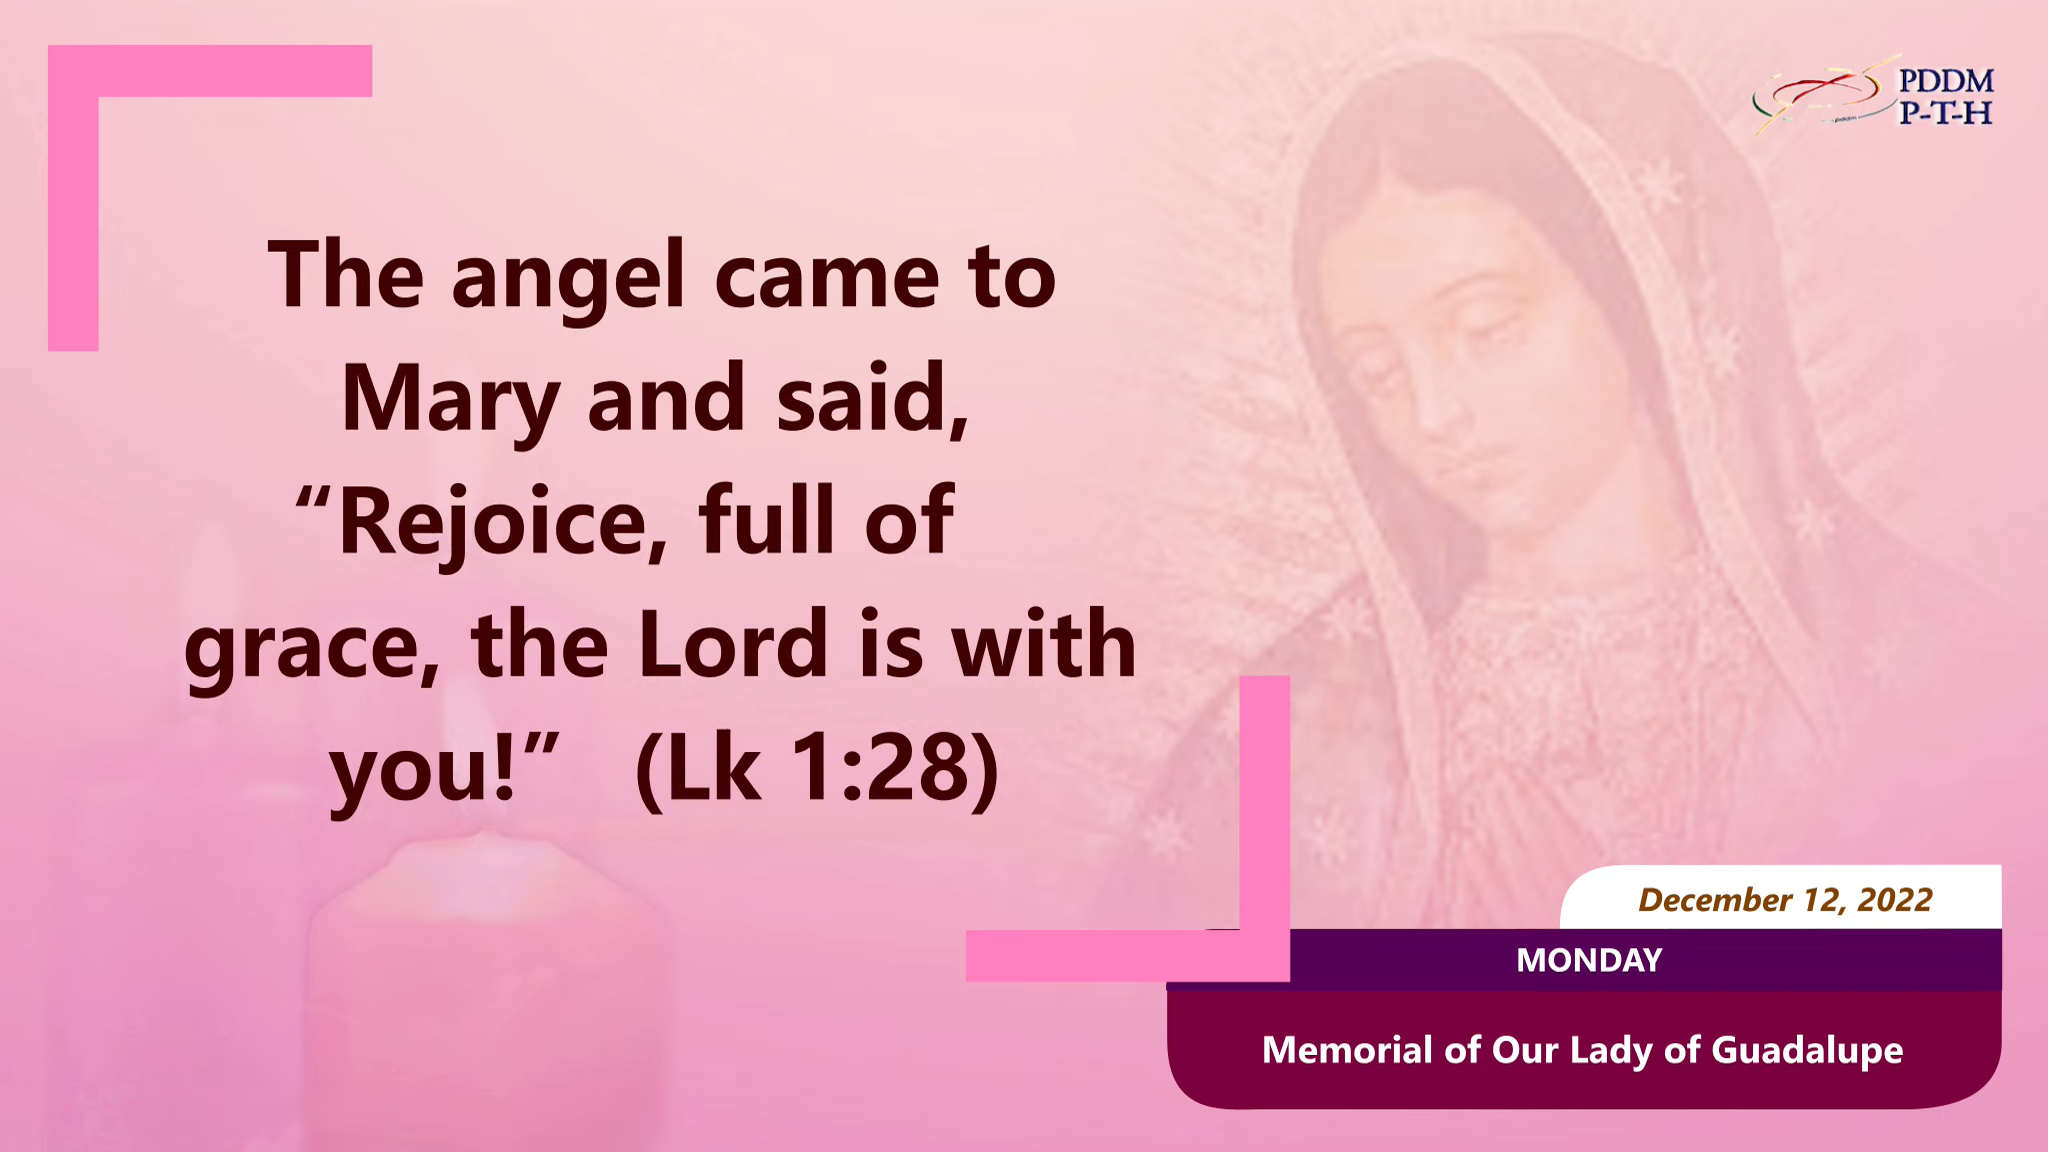 PDDM
P-T-H
The angel came to
Mary and said,
“Rejoice, full of
grace, the Lord is with
you!” (Lk 1:28)
December 12, 2022
MONDAY
Memorial of Our Lady of Guadalupe